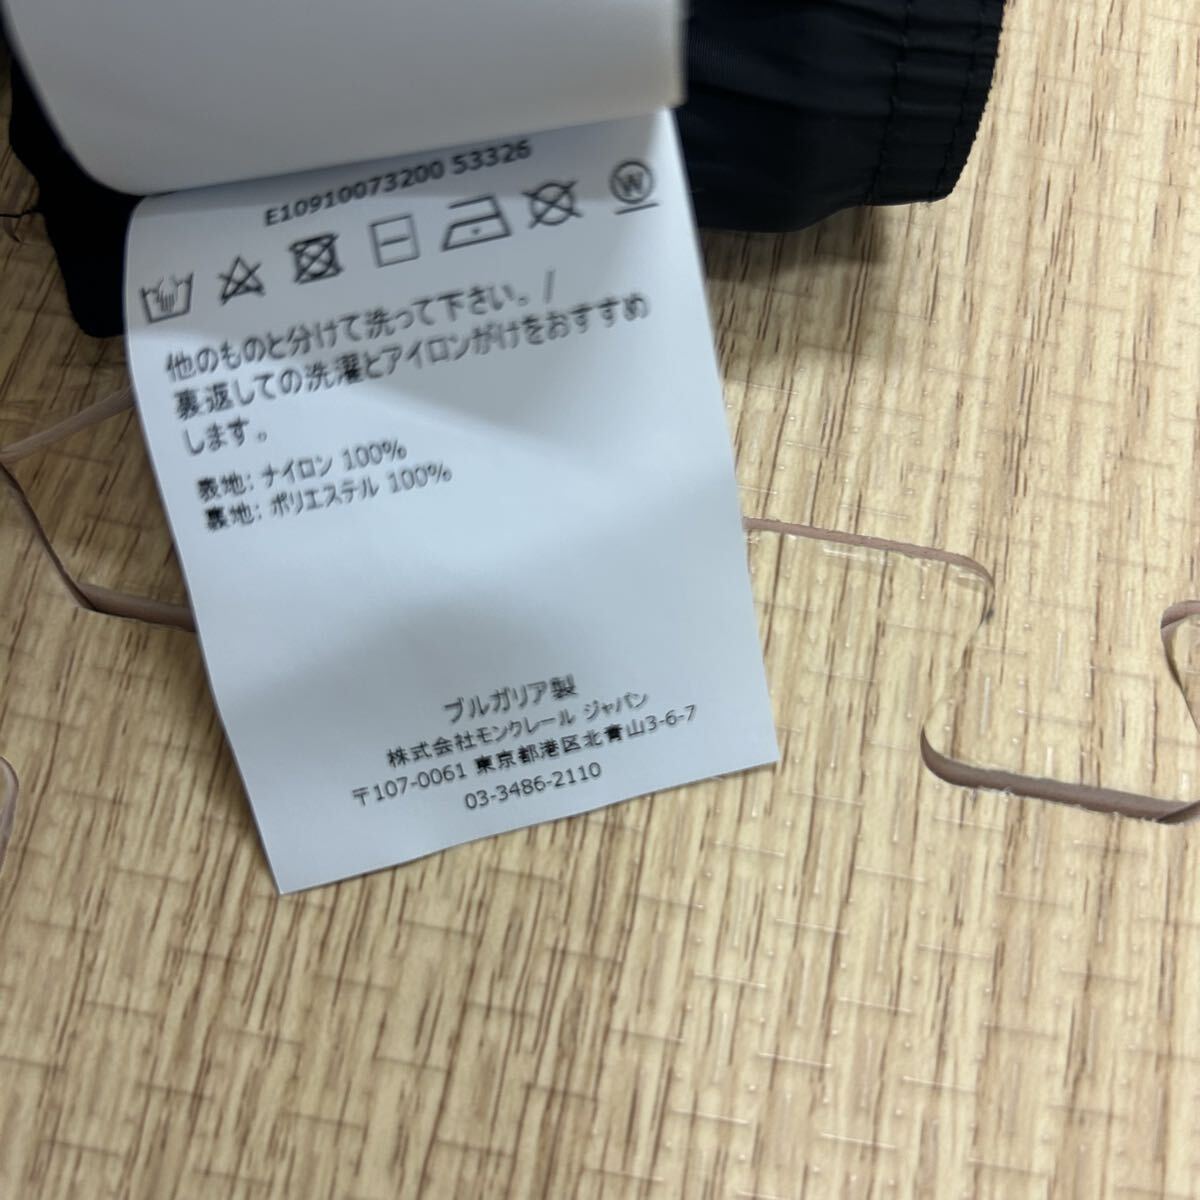 E10910073200 53326
W
他のものと分けて洗って下さい。/
裏返しての洗濯とアイロンがけをおすすめ
します。
表地: ナイロン 100%
裏地: ポリエステル 100%
ブルガリア製
株式会社モンクレール ジャパン
〒107-0061 東京都港区北青山3-6-7
03-3486-2110